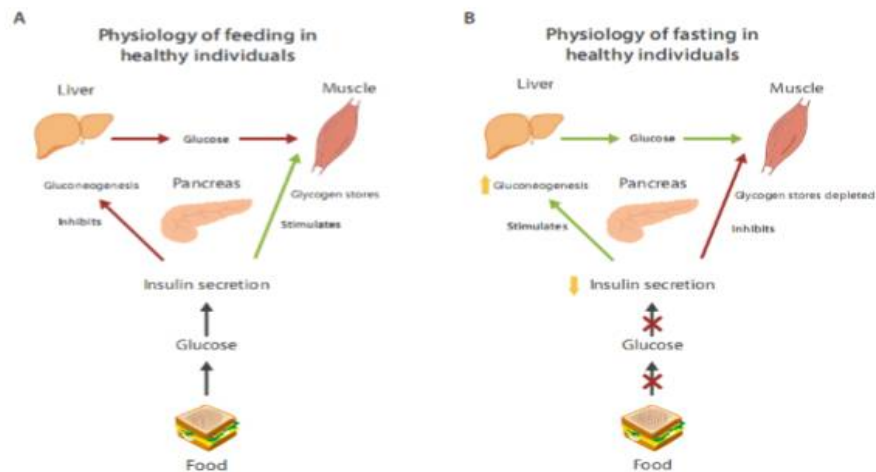 A
Physiology of feeding in
healthy individuals
Liver
Muscle
Glucose
Gluconeogenesis
Pancreas
Glycogen stores
Inhibits
Stimulates
Insulin secretion
Glucose
Food
B
Physiology of fasting in
healthy individuals
Liver
Muscle
Glucose
Gluconeogenesis
Pancreas
Glycogen stores depleted
Stimulates
Inhibits
Insulin secretion
Glucose
Food